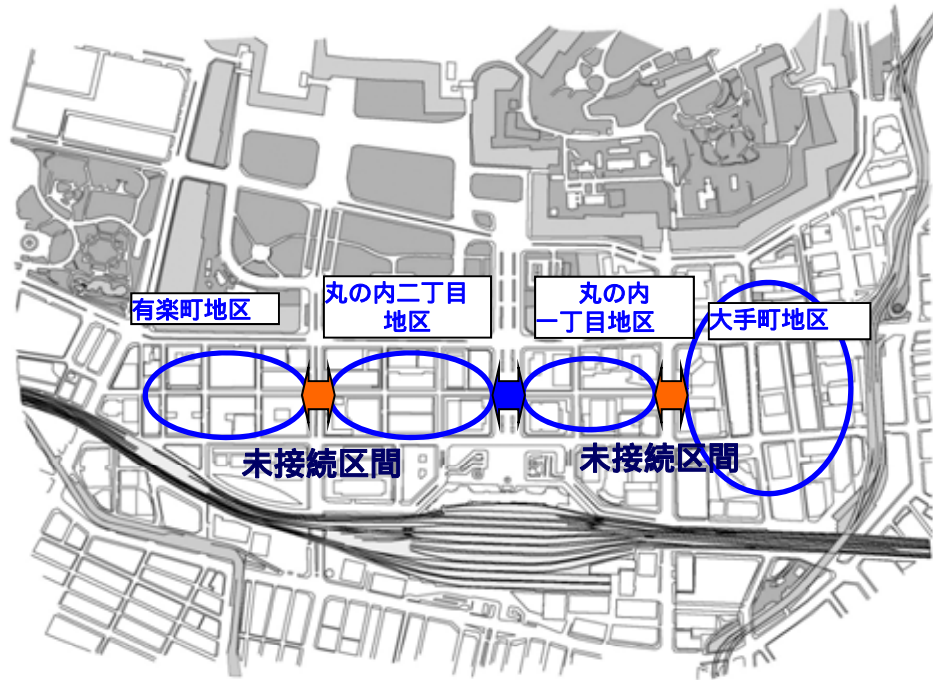 有楽町地区
丸の内二丁目
地区
丸の内
一丁目地区
大手町地区
未接続区間
未接続区間